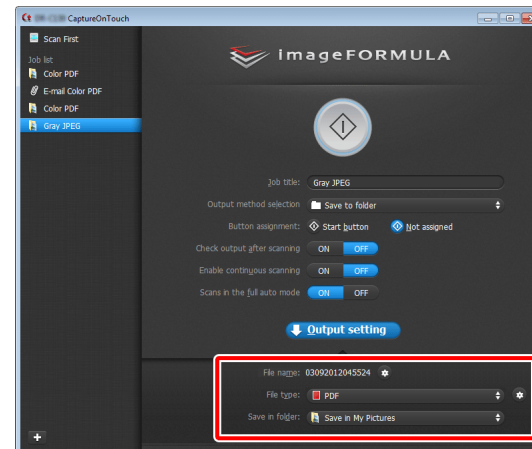 CaptureOnTouch
Scan First
Job list
Color PDF
E-mail Color PDF
Color PDF
Gray JPEG
imageFORMULA
Job title: Gray JPEG
Output method selection Save to folder
Button assignment: Start button Not assigned
Check output after scanning ON OFF
Enable continuous scanning ON OFF
Scans in the full auto mode ON OFF
Output setting
File name: 03092012045524
File type: PDF
Save in folder: Save in My Pictures